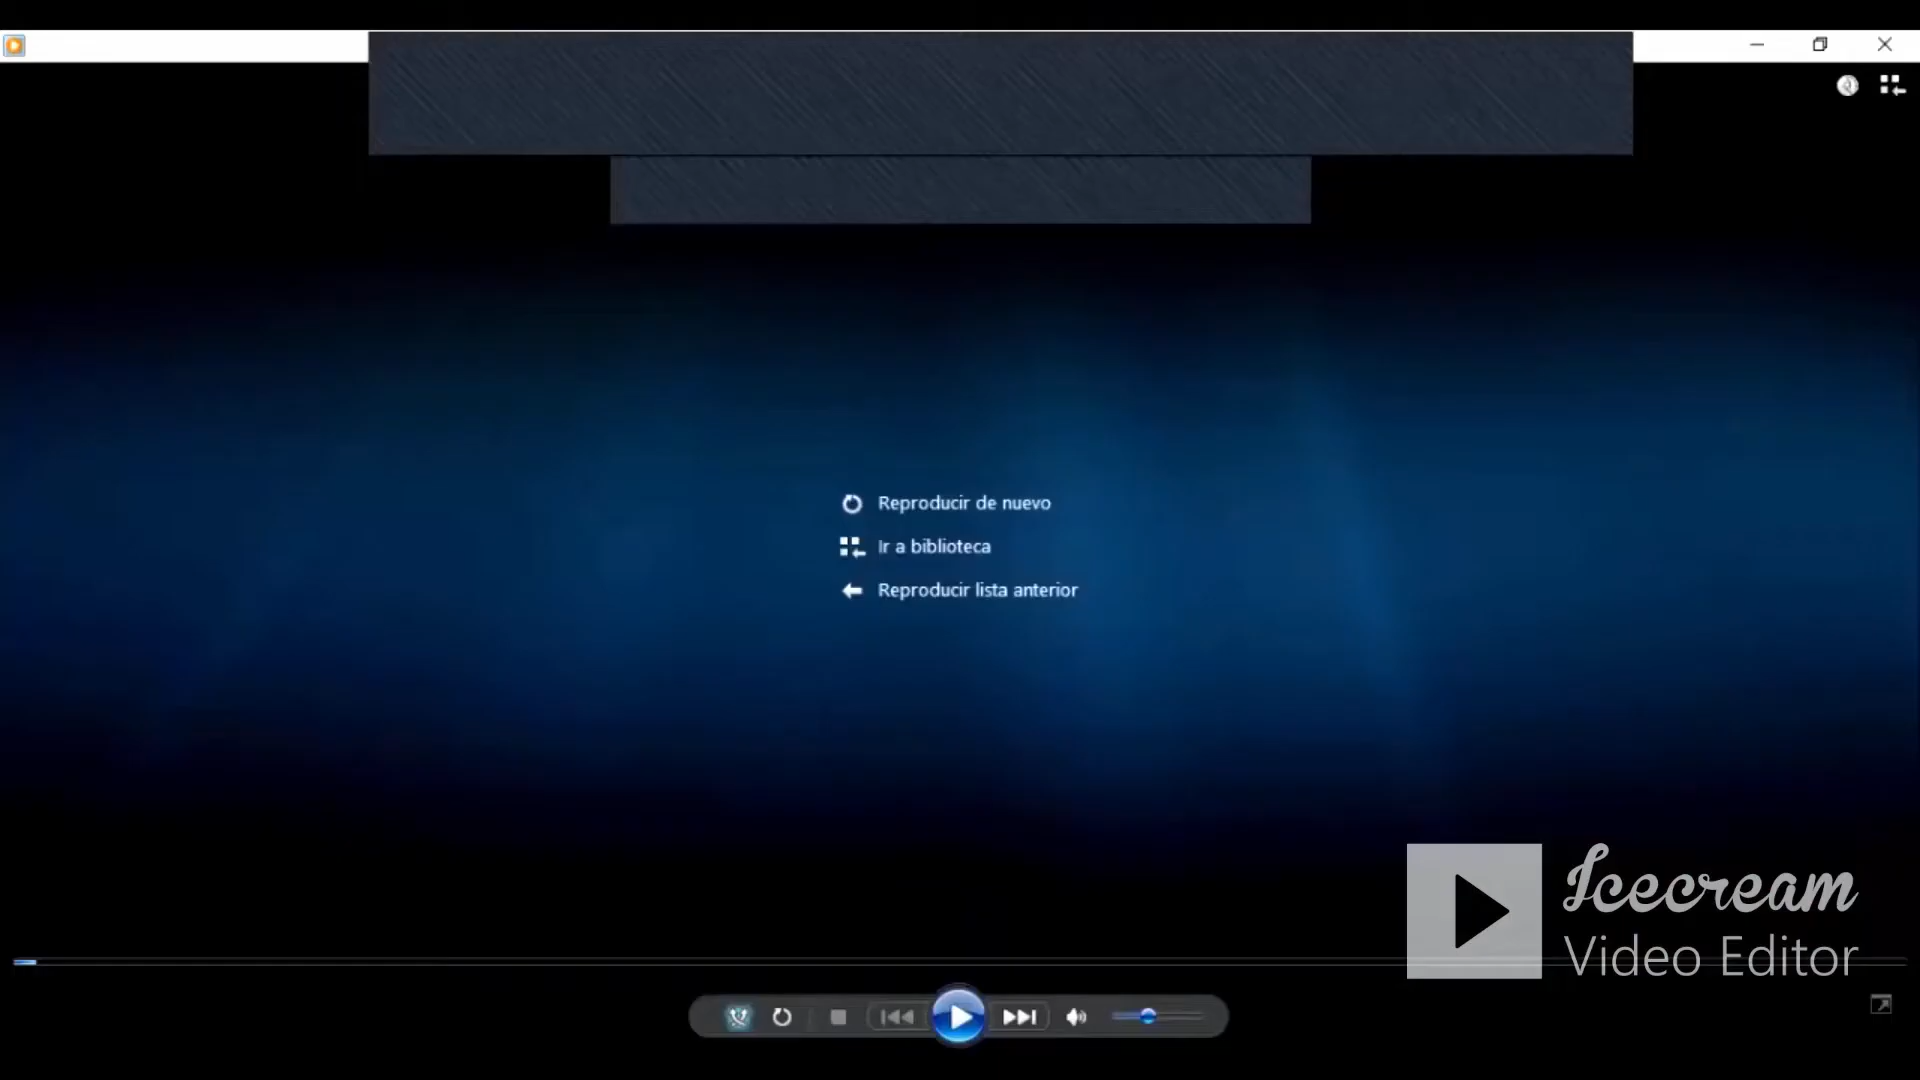 Reproducir de nuevo
Ir a biblioteca
Reproducir lista anterior
Icecream
Video Editor